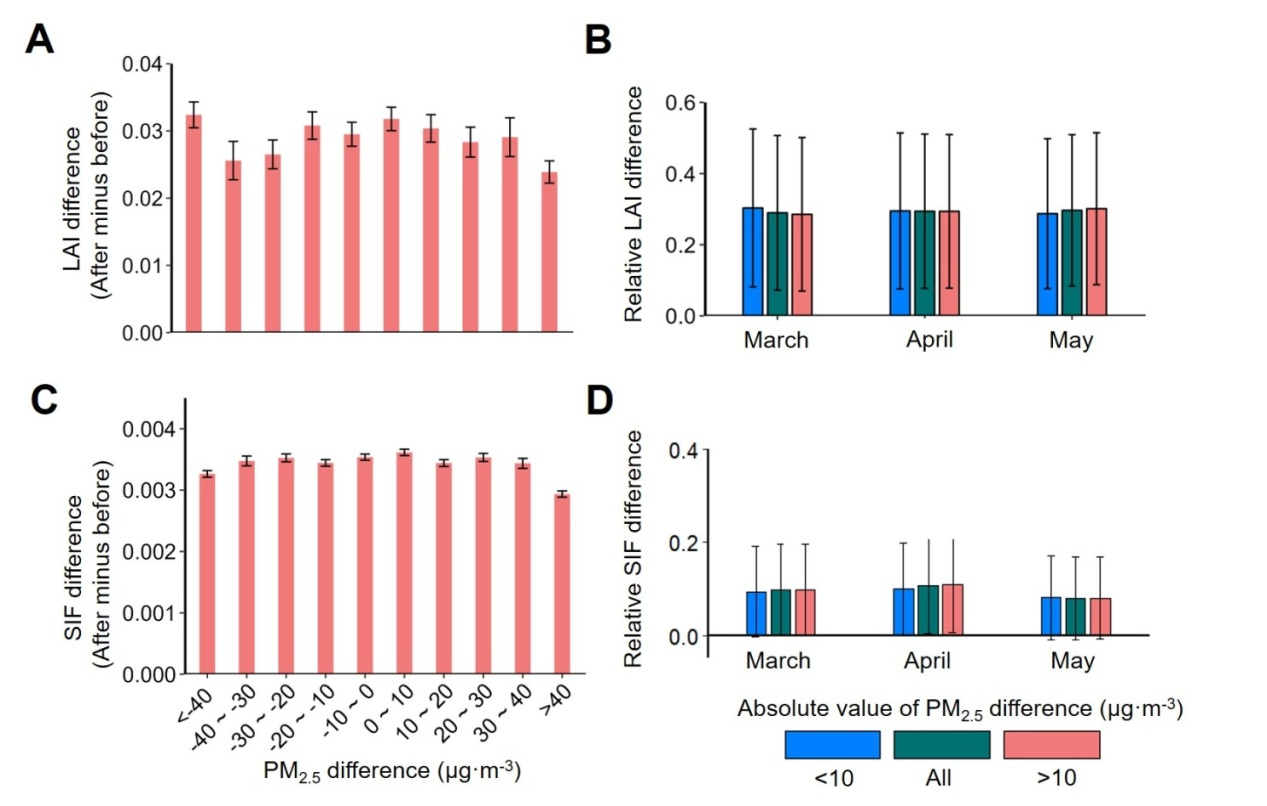 A
LAI difference
(After minus before)
0.04
0.03
0.02
0.01
0.00
B
Relative LAI difference
0.6
0.4
0.2
0.0
March April May
C
SIF difference
(After minus before)
0.004
0.003
0.002
0.001
0.000
<-40 -40 ~ -30 -30 ~ -20 -20 ~ -10 -10 ~ 0 0 ~ 10 10 ~ 20 20 ~ 30 30 ~ 40 >40
PM2.5 difference (µg·m-3)
D
Relative SIF difference
0.4
0.2
0.0
March April May
Absolute value of PM2.5 difference (µg·m-3)
<10 All >10